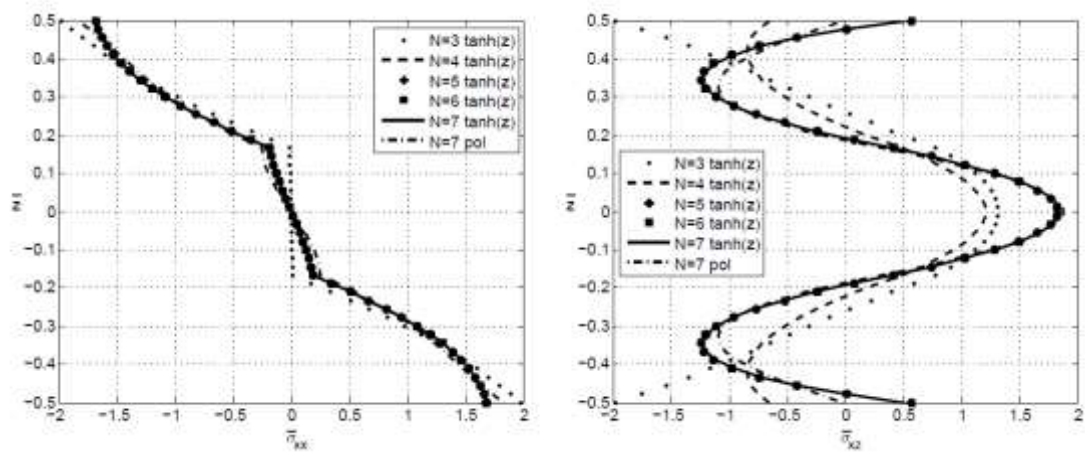 0.5
0.4
0.3
0.2
0.1
0
−0.1
−0.2
−0.3
−0.4
−0.5
−2
−1.5
−1
−0.5
0
0.5
1
1.5
2
z̄
σ̄xx
N=3 tanh(z)
N=4 tanh(z)
N=5 tanh(z)
N=6 tanh(z)
N=7 tanh(z)
N=7 pol
0.5
0.4
0.3
0.2
0.1
0
−0.1
−0.2
−0.3
−0.4
−0.5
−2
−1.5
−1
−0.5
0
0.5
1
1.5
2
z̄
σ̄xz
N=3 tanh(z)
N=4 tanh(z)
N=5 tanh(z)
N=6 tanh(z)
N=7 tanh(z)
N=7 pol